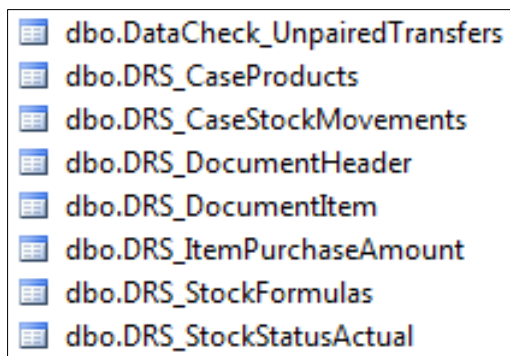 dbo.DataCheck_UnpairedTransfers
dbo.DRS_CaseProducts
dbo.DRS_CaseStockMovements
dbo.DRS_DocumentHeader
dbo.DRS_DocumentItem
dbo.DRS_ItemPurchaseAmount
dbo.DRS_StockFormulas
dbo.DRS_StockStatusActual